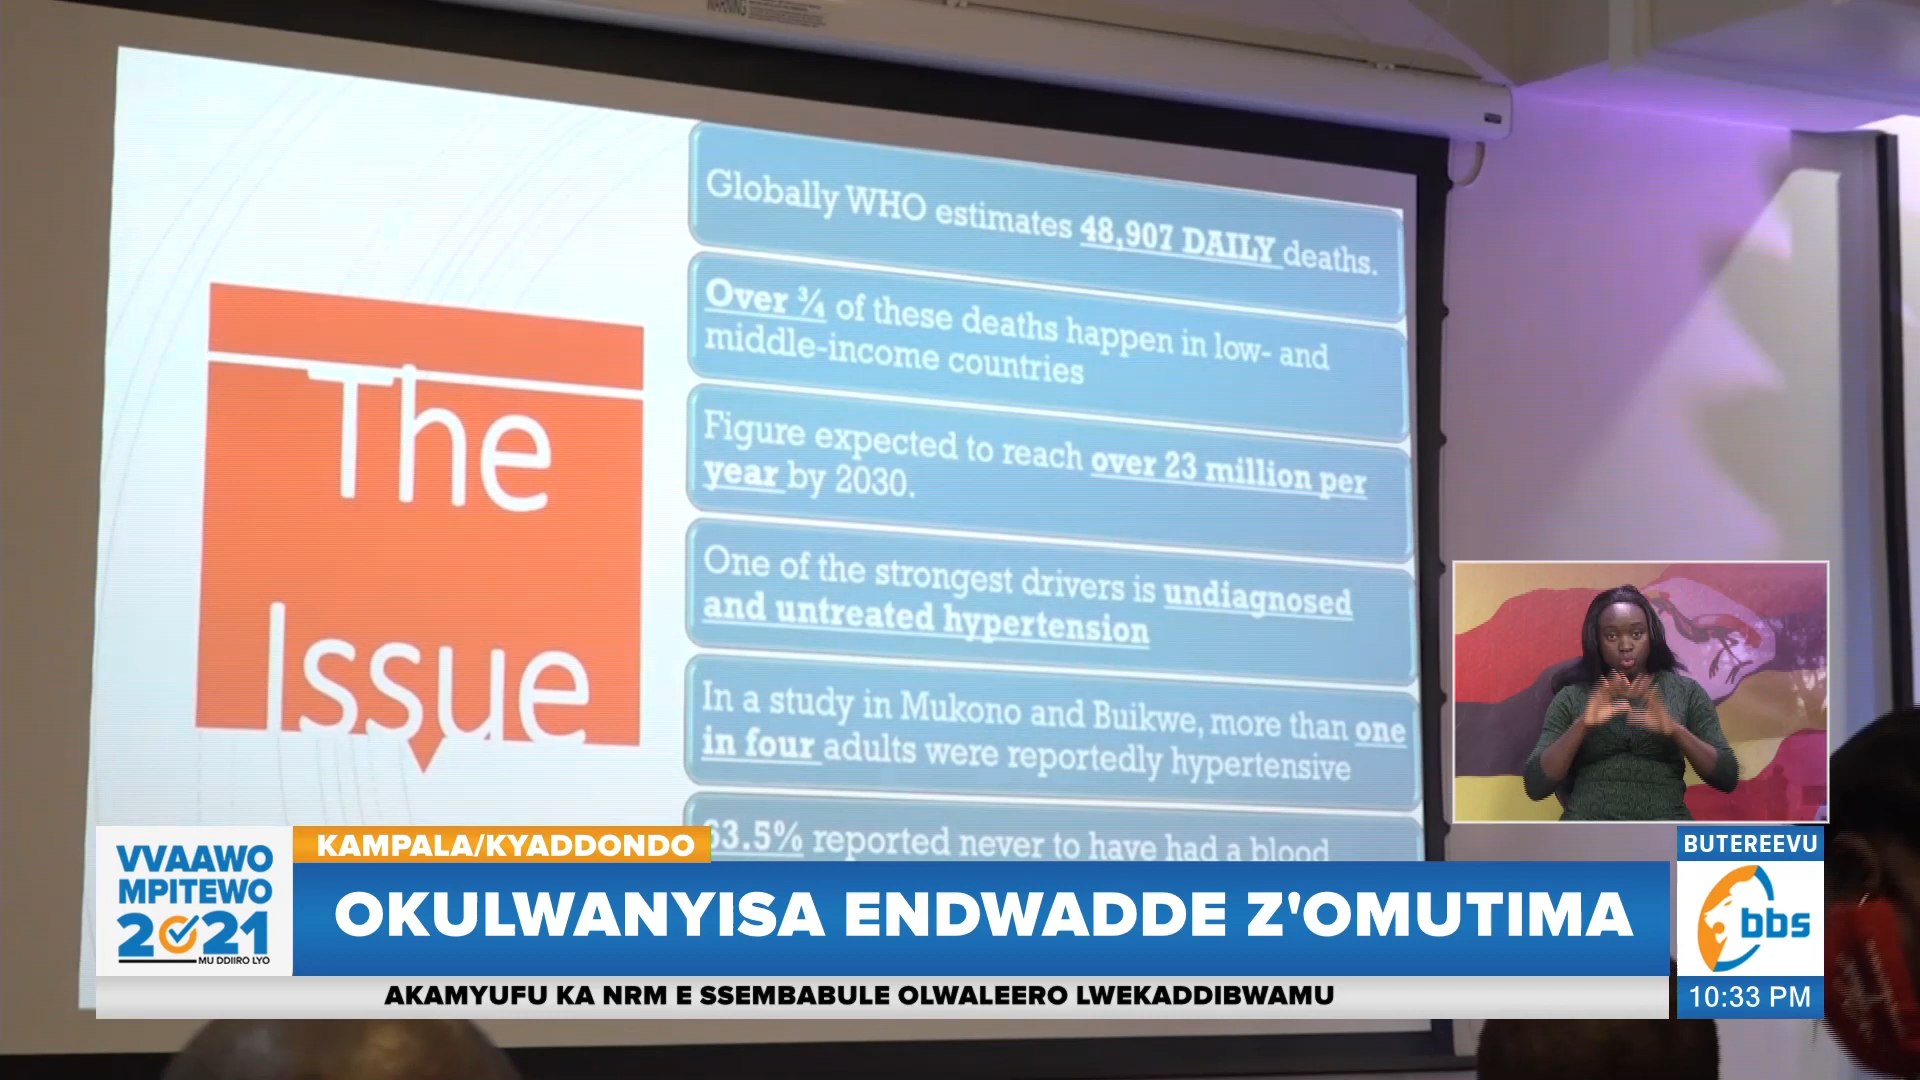 WARNING
Globally WHO estimates 48,907 DAILY deaths.
Over ¾ of these deaths happen in low- and
middle-income countries
Figure expected to reach over 23 million per
year by 2030.
One of the strongest drivers is undiagnosed
and untreated hypertension
In a study in Mukono and Buikwe, more than one
in four adults were reportedly hypertensive
63.5% reported never to have had a blood
The
Issue
KAMPALA/KYADDONDO
VVAAWO
MPITEWO
2021
MU DDIIRO LYO
OKULWANYISA ENDWADDE Z'OMUTIMA
AKAMYUFU KA NRM E SSEMBABULE OLWALEERO LWEKADDIBWAMU
BUTEREEVU
bbs
10:33 PM